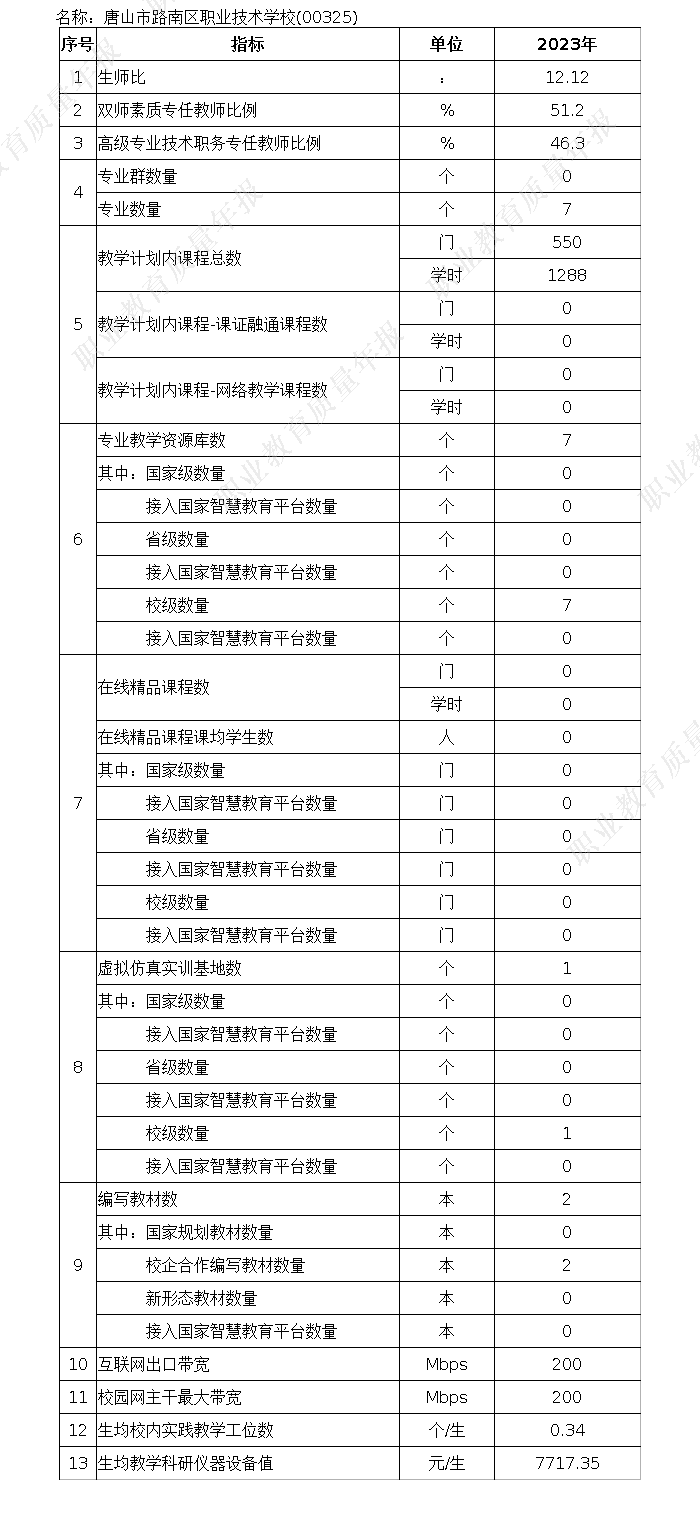 名称：唐山市路南区职业技术学校(00325)
序号 指标 单位 2023年
1 生师比 ： 12.12
2 双师素质专任教师比例 % 51.2
3 高级专业技术职务专任教师比例 % 46.3
4 专业群数量 个 0
专业数量 个 7
5 教学计划内课程总数 门 550
学时 1288
教学计划内课程-课证融通课程数 门 0
学时 0
教学计划内课程-网络教学课程数 门 0
学时 0
6 专业教学资源库数 个 7
其中：国家级数量 个 0
接入国家智慧教育平台数量 个 0
省级数量 个 0
接入国家智慧教育平台数量 个 0
校级数量 个 7
接入国家智慧教育平台数量 个 0
7 在线精品课程数 门 0
学时 0
在线精品课程课均学生数 人 0
其中：国家级数量 门 0
接入国家智慧教育平台数量 门 0
省级数量 门 0
接入国家智慧教育平台数量 门 0
校级数量 门 0
接入国家智慧教育平台数量 门 0
8 虚拟仿真实训基地数 个 1
其中：国家级数量 个 0
接入国家智慧教育平台数量 个 0
省级数量 个 0
接入国家智慧教育平台数量 个 0
校级数量 个 1
接入国家智慧教育平台数量 个 0
9 编写教材数 本 2
其中：国家规划教材数量 本 0
校企合作编写教材数量 本 2
新形态教材数量 本 0
接入国家智慧教育平台数量 本 0
10 互联网出口带宽 Mbps 200
11 校园网主干最大带宽 Mbps 200
12 生均校内实践教学工位数 个/生 0.34
13 生均教学科研仪器设备值 元/生 7717.35
职业教育质量年报
职业教育质量年报
职业教育质量年报